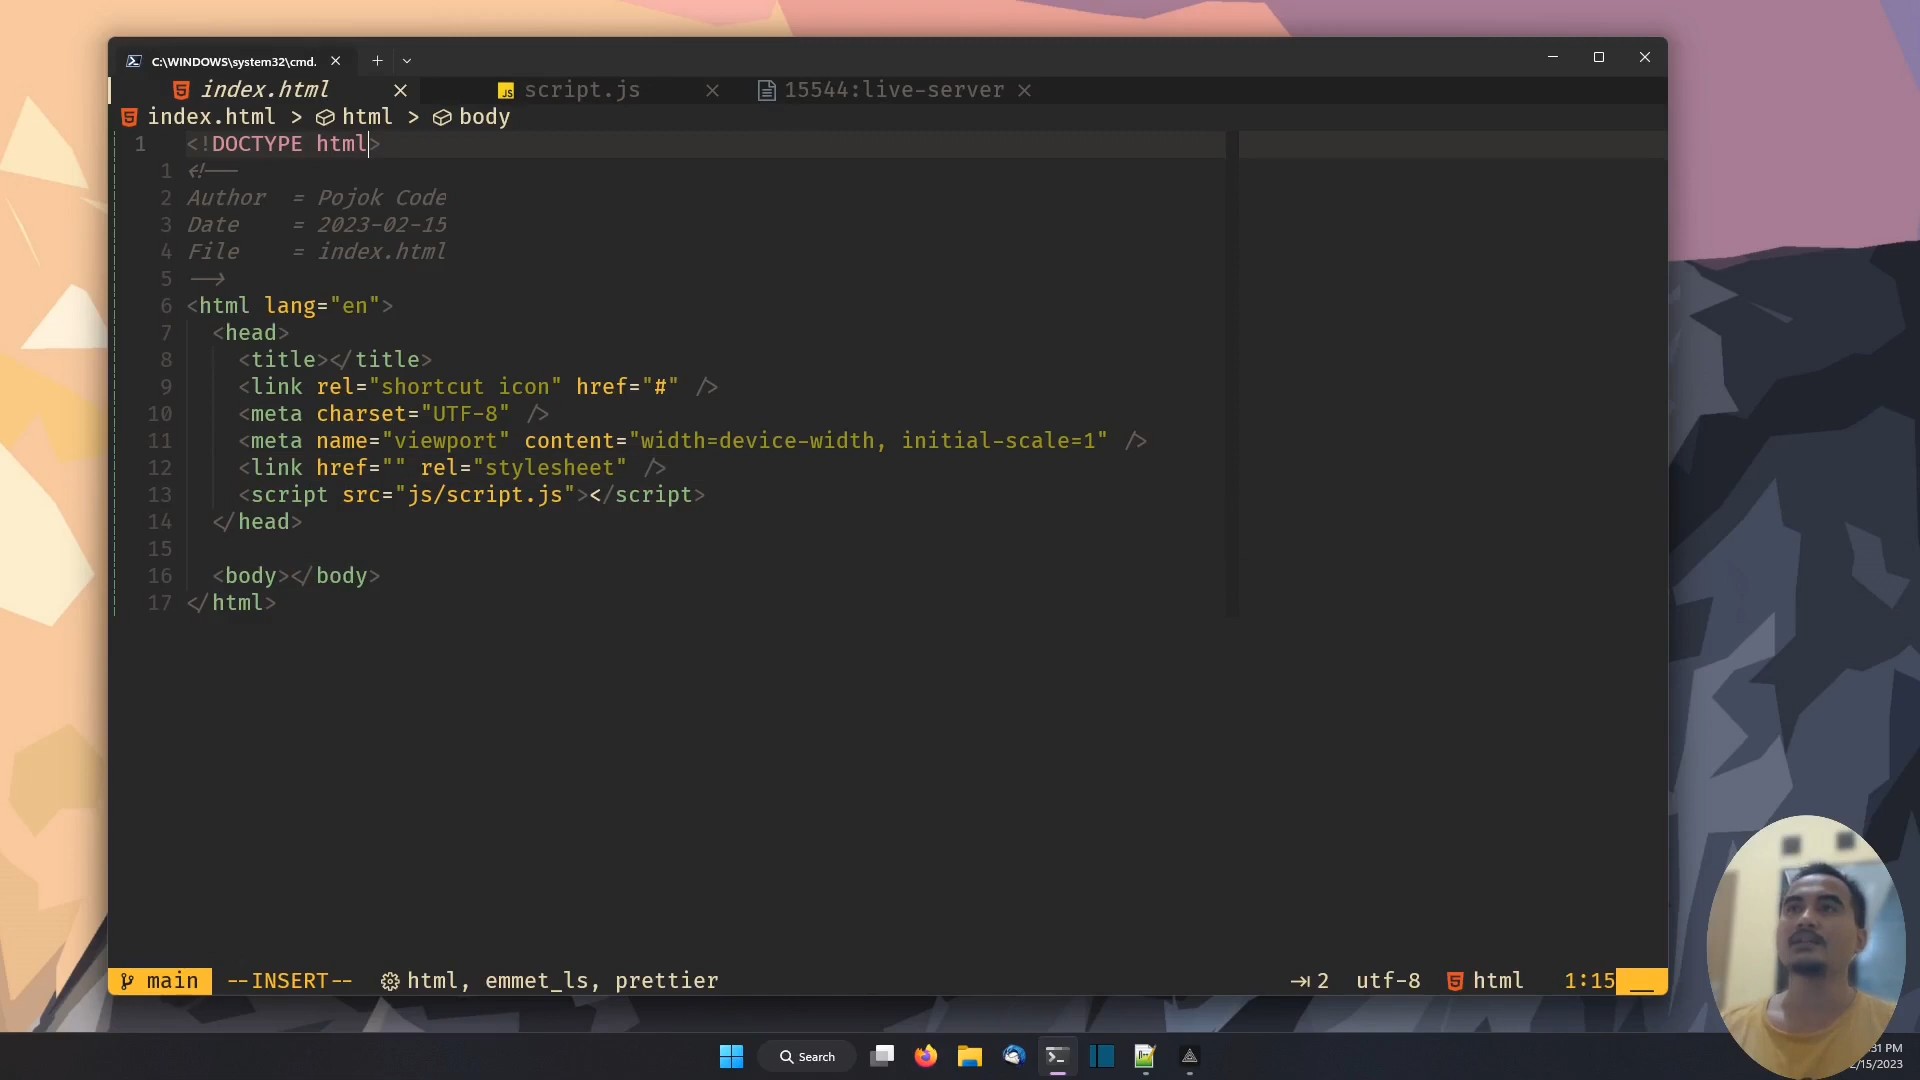 C:\WINDOWS\system32\cmd.
index.html script.js 15544:live-server
index.html > html > body
1 <!DOCTYPE html>
1 <!--
2 Author = Pojok Code
3 Date = 2023-02-15
4 File = index.html
5 -->
6 <html lang="en">
7 <head>
8 <title></title>
9 <link rel="shortcut icon" href="#" />
10 <meta charset="UTF-8" />
11 <meta name="viewport" content="width=device-width, initial-scale=1" />
12 <link href="" rel="stylesheet" />
13 <script src="js/script.js"></script>
14 </head>
15
16 <body></body>
17 </html>
main --INSERT-- html, emmet_ls, prettier 2 utf-8 html 1:15
Search
:31 PM
/15/2023